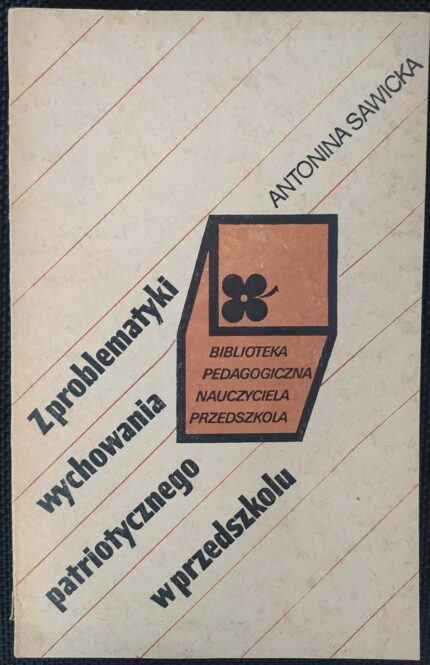 ANTONINA SAWICKA
Z problematyki
wychowania
patriotycznego
w przedszkolu
BIBLIOTEKA
PEDAGOGICZNA
NAUCZYCIELA
PRZEDSZKOLA